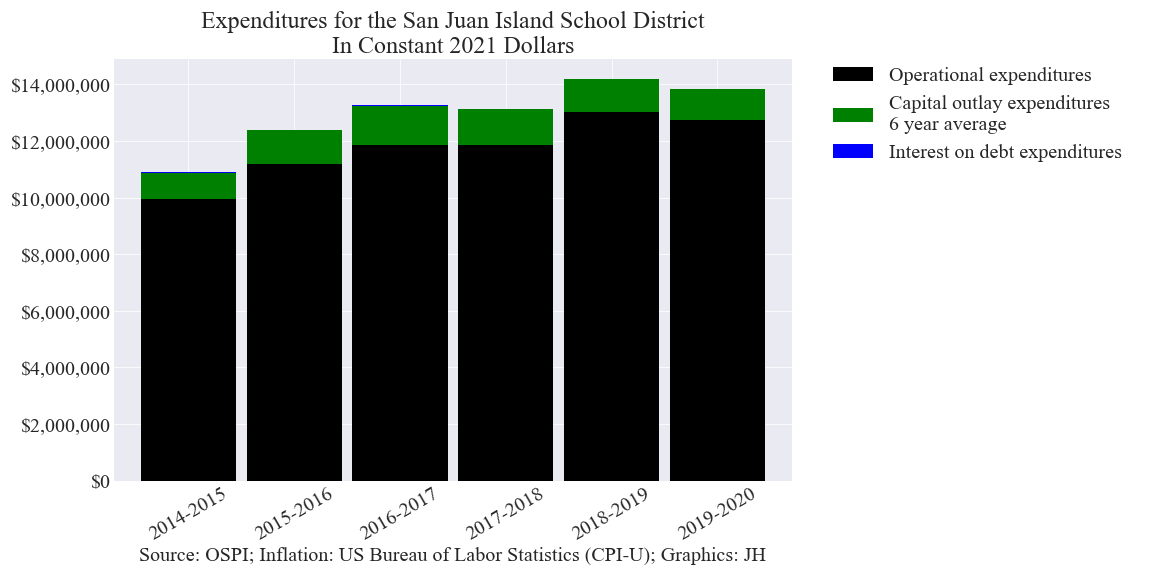 Expenditures for the San Juan Island School District
In Constant 2021 Dollars
$14,000,000
$12,000,000
$10,000,000
$8,000,000
$6,000,000
$4,000,000
$2,000,000
$0
2014-2015
2015-2016
2016-2017
2017-2018
2018-2019
2019-2020
Source: OSPI; Inflation: US Bureau of Labor Statistics (CPI-U); Graphics: JH
Operational expenditures
Capital outlay expenditures
6 year average
Interest on debt expenditures